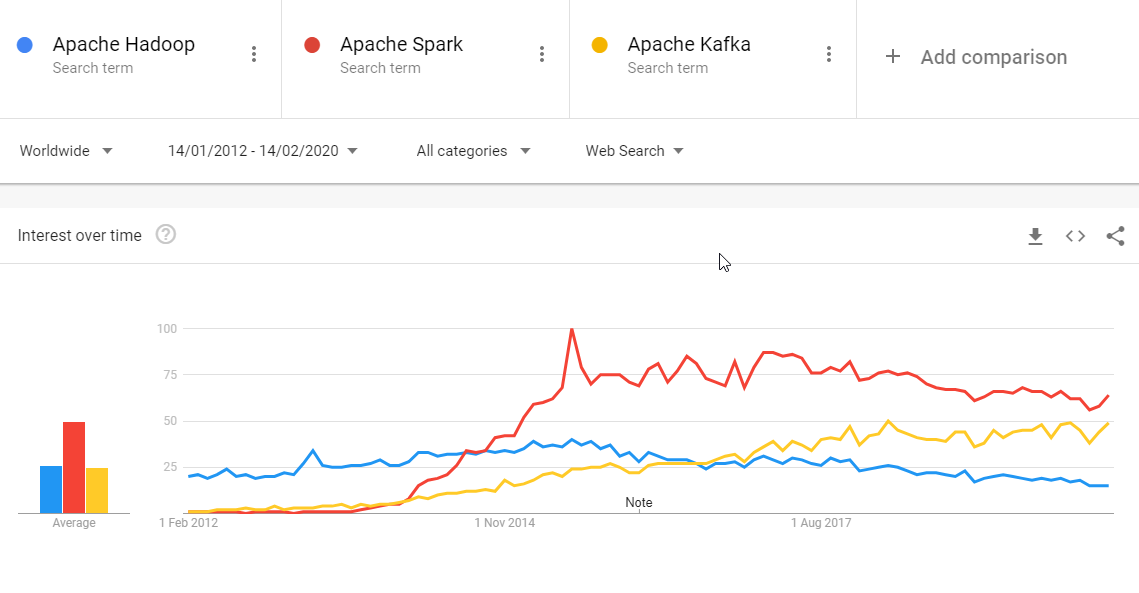 Apache Hadoop
Search term
Apache Spark
Search term
Apache Kafka
Search term
+ Add comparison
Worldwide
14/01/2012 - 14/02/2020
All categories
Web Search
Interest over time
?
100
75
50
25
Note
Average
1 Feb 2012
1 Nov 2014
1 Aug 2017